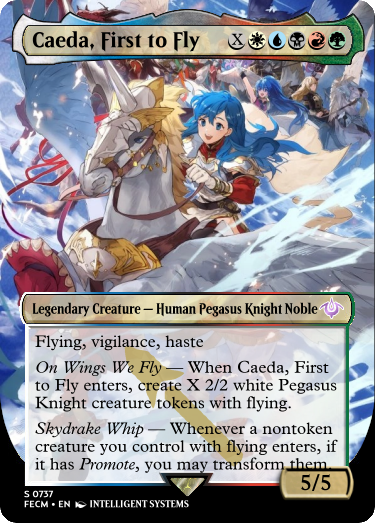 Caeda, First to Fly X
Legendary Creature — Human Pegasus Knight Noble
Flying, vigilance, haste
On Wings We Fly — When Caeda, First
to Fly enters, create X 2/2 white Pegasus
Knight creature tokens with flying.
Skydrake Whip — Whenever a nontoken
creature you control with flying enters, if
it has Promote, you may transform them.
5/5
S 0737
FECM • EN INTELLIGENT SYSTEMS